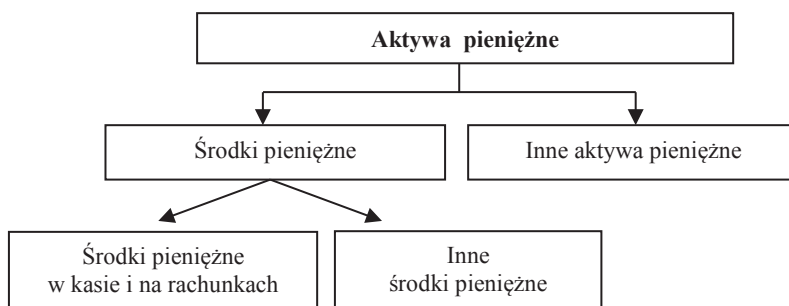 Aktywa pieniężne
Środki pieniężne
Inne aktywa pieniężne
Środki pieniężne
w kasie i na rachunkach
Inne
środki pieniężne